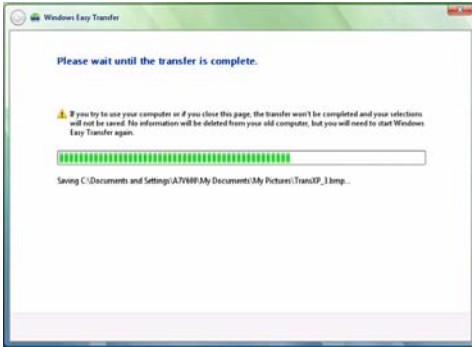 Windows Easy Transfer
Please wait until the transfer is complete.
If you try to use your computer or if you close this page, the transfer won't be completed and your selections
will not be saved. No information will be deleted from your old computer, but you will need to start Windows
Easy Transfer again.
Saving C:\Documents and Settings\A7V600\My Documents\My Pictures\TransXP_3.bmp...